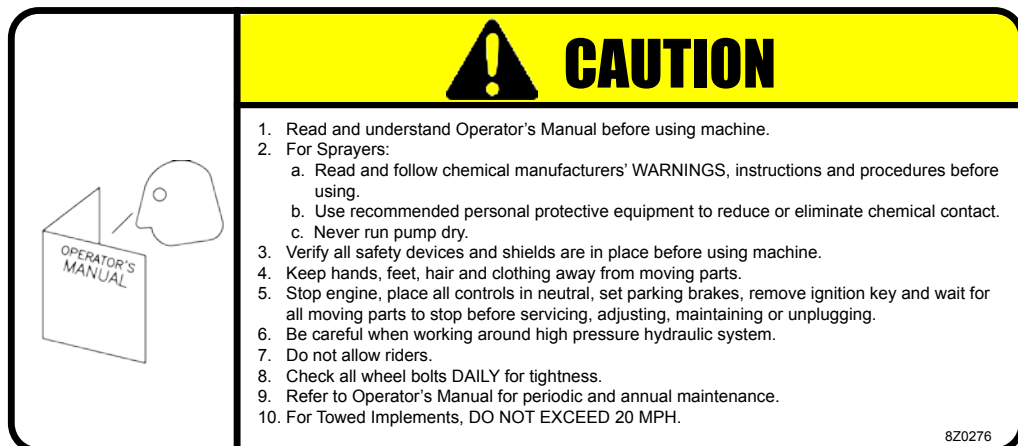 CAUTION
1. Read and understand Operator’s Manual before using machine.
2. For Sprayers:
a. Read and follow chemical manufacturers’ WARNINGS, instructions and procedures before
using.
b. Use recommended personal protective equipment to reduce or eliminate chemical contact.
c. Never run pump dry.
3. Verify all safety devices and shields are in place before using machine.
4. Keep hands, feet, hair and clothing away from moving parts.
5. Stop engine, place all controls in neutral, set parking brakes, remove ignition key and wait for
all moving parts to stop before servicing, adjusting, maintaining or unplugging.
6. Be careful when working around high pressure hydraulic system.
7. Do not allow riders.
8. Check all wheel bolts DAILY for tightness.
9. Refer to Operator’s Manual for periodic and annual maintenance.
10. For Towed Implements, DO NOT EXCEED 20 MPH.
OPERATOR'S
MANUAL
8Z0276